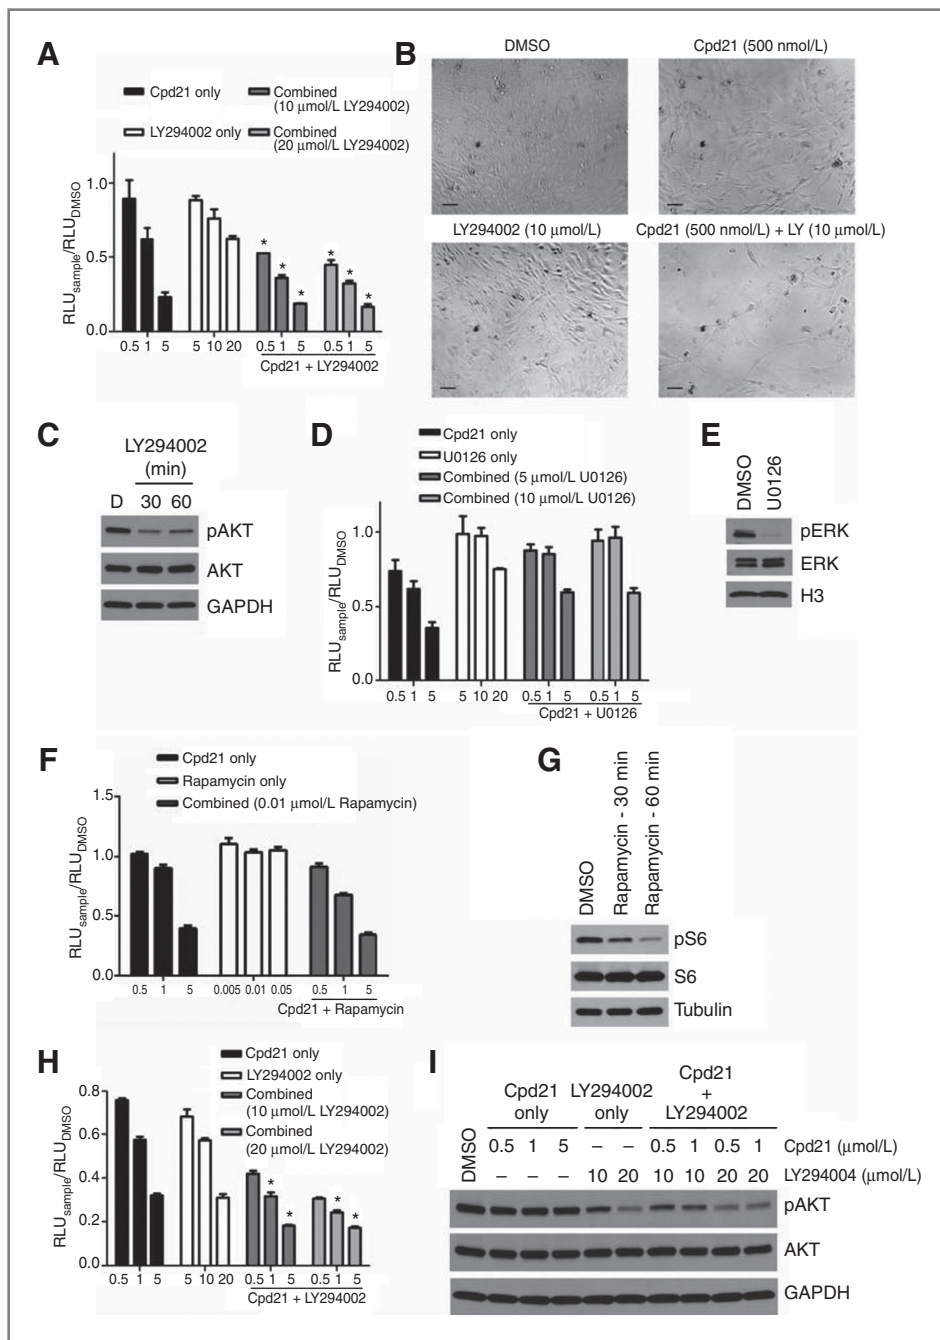 A
Cpd21 only
Combined
(10 µmol/L LY294002)
LY294002 only
Combined
(20 µmol/L LY294002)
RLUsample/RLUDMSO
1.0
0.5
0.0
0.5 1 5
5 10 20
0.5 1 5
0.5 1 5
* * * * * *
Cpd21 + LY294002
B
DMSO
Cpd21 (500 nmol/L)
LY294002 (10 µmol/L)
Cpd21 (500 nmol/L) + LY (10 µm/L)
C
LY294002
(min)
D 30 60
pAKT
AKT
GAPDH
D
Cpd21 only
U0126 only
Combined (5 µmol/L U0126)
Combined (10 µmol/L U0126)
RLUsample/RLUDMSO
1.0
0.5
0.0
0.5 1 5
5 10 20
0.5 1 5
0.5 1 5
Cpd21 + U0126
E
DMSO
U0126
pERK
ERK
H3
F
Cpd21 only
Rapamycin only
Combined (0.01 µmol/L Rapamycin)
RLUsample/RLUDMSO
1.5
1.0
0.5
0.0
0.5 1 5
0.005 0.01 0.05
0.5 1 5
Cpd21 + Rapamycin
G
DMSO
Rapamycin - 30 min
Rapamycin - 60 min
pS6
S6
Tubulin
H
Cpd21 only
LY294002 only
Combined
(10 µmol/L LY294002)
Combined
(20 µmol/L LY294002)
RLUsample/RLUDMSO
0.8
0.6
0.4
0.2
0.0
0.5 1 5
5 10 20
0.5 1 5
0.5 1 5
* * * *
Cpd21 + LY294002
I
DMSO
Cpd21
only
LY294002
only
Cpd21
+
LY294002
0.5 1 5 – – 0.5 1 0.5 1 Cpd21 (µmol/L)
– – – 10 20 10 10 20 20 LY294004 (µmol/L)
pAKT
AKT
GAPDH